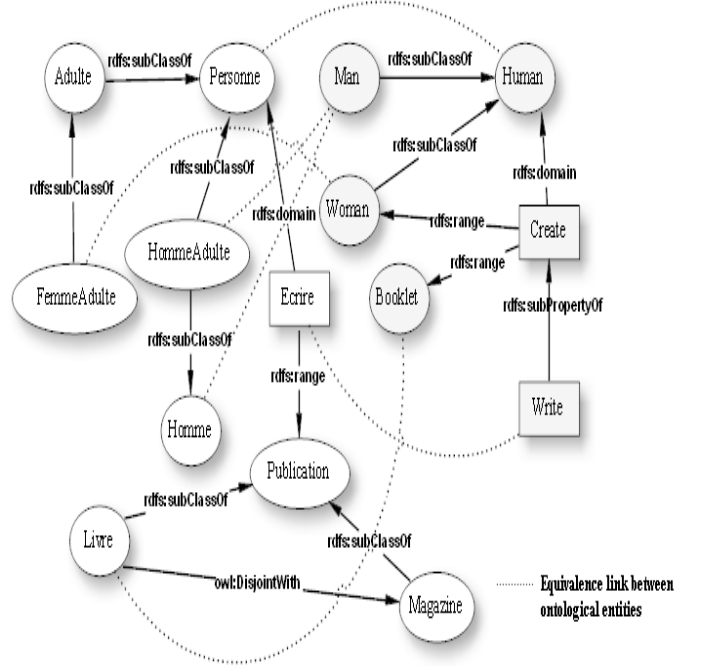 rdfs:subClassOf
rdfs:subClassOf
Adulte
Personne
Man
Human
rdfs:subClassOf
rdfs:subClassOf
rdfs:domain
rdfs:subClassOf
rdfs:domain
Woman
rdfs:range
Create
HommeAdulte
rdfs:range
FemmeAdulte
Ecrire
Booklet
rdfs:subPropertyOf
rdfs:subClassOf
rdfs:range
Write
Homme
Publication
rdfs:subClassOf
Livre
rdfs:subClassOf
owl:DisjointWith
Magazine
Equivalence link between
ontological entities